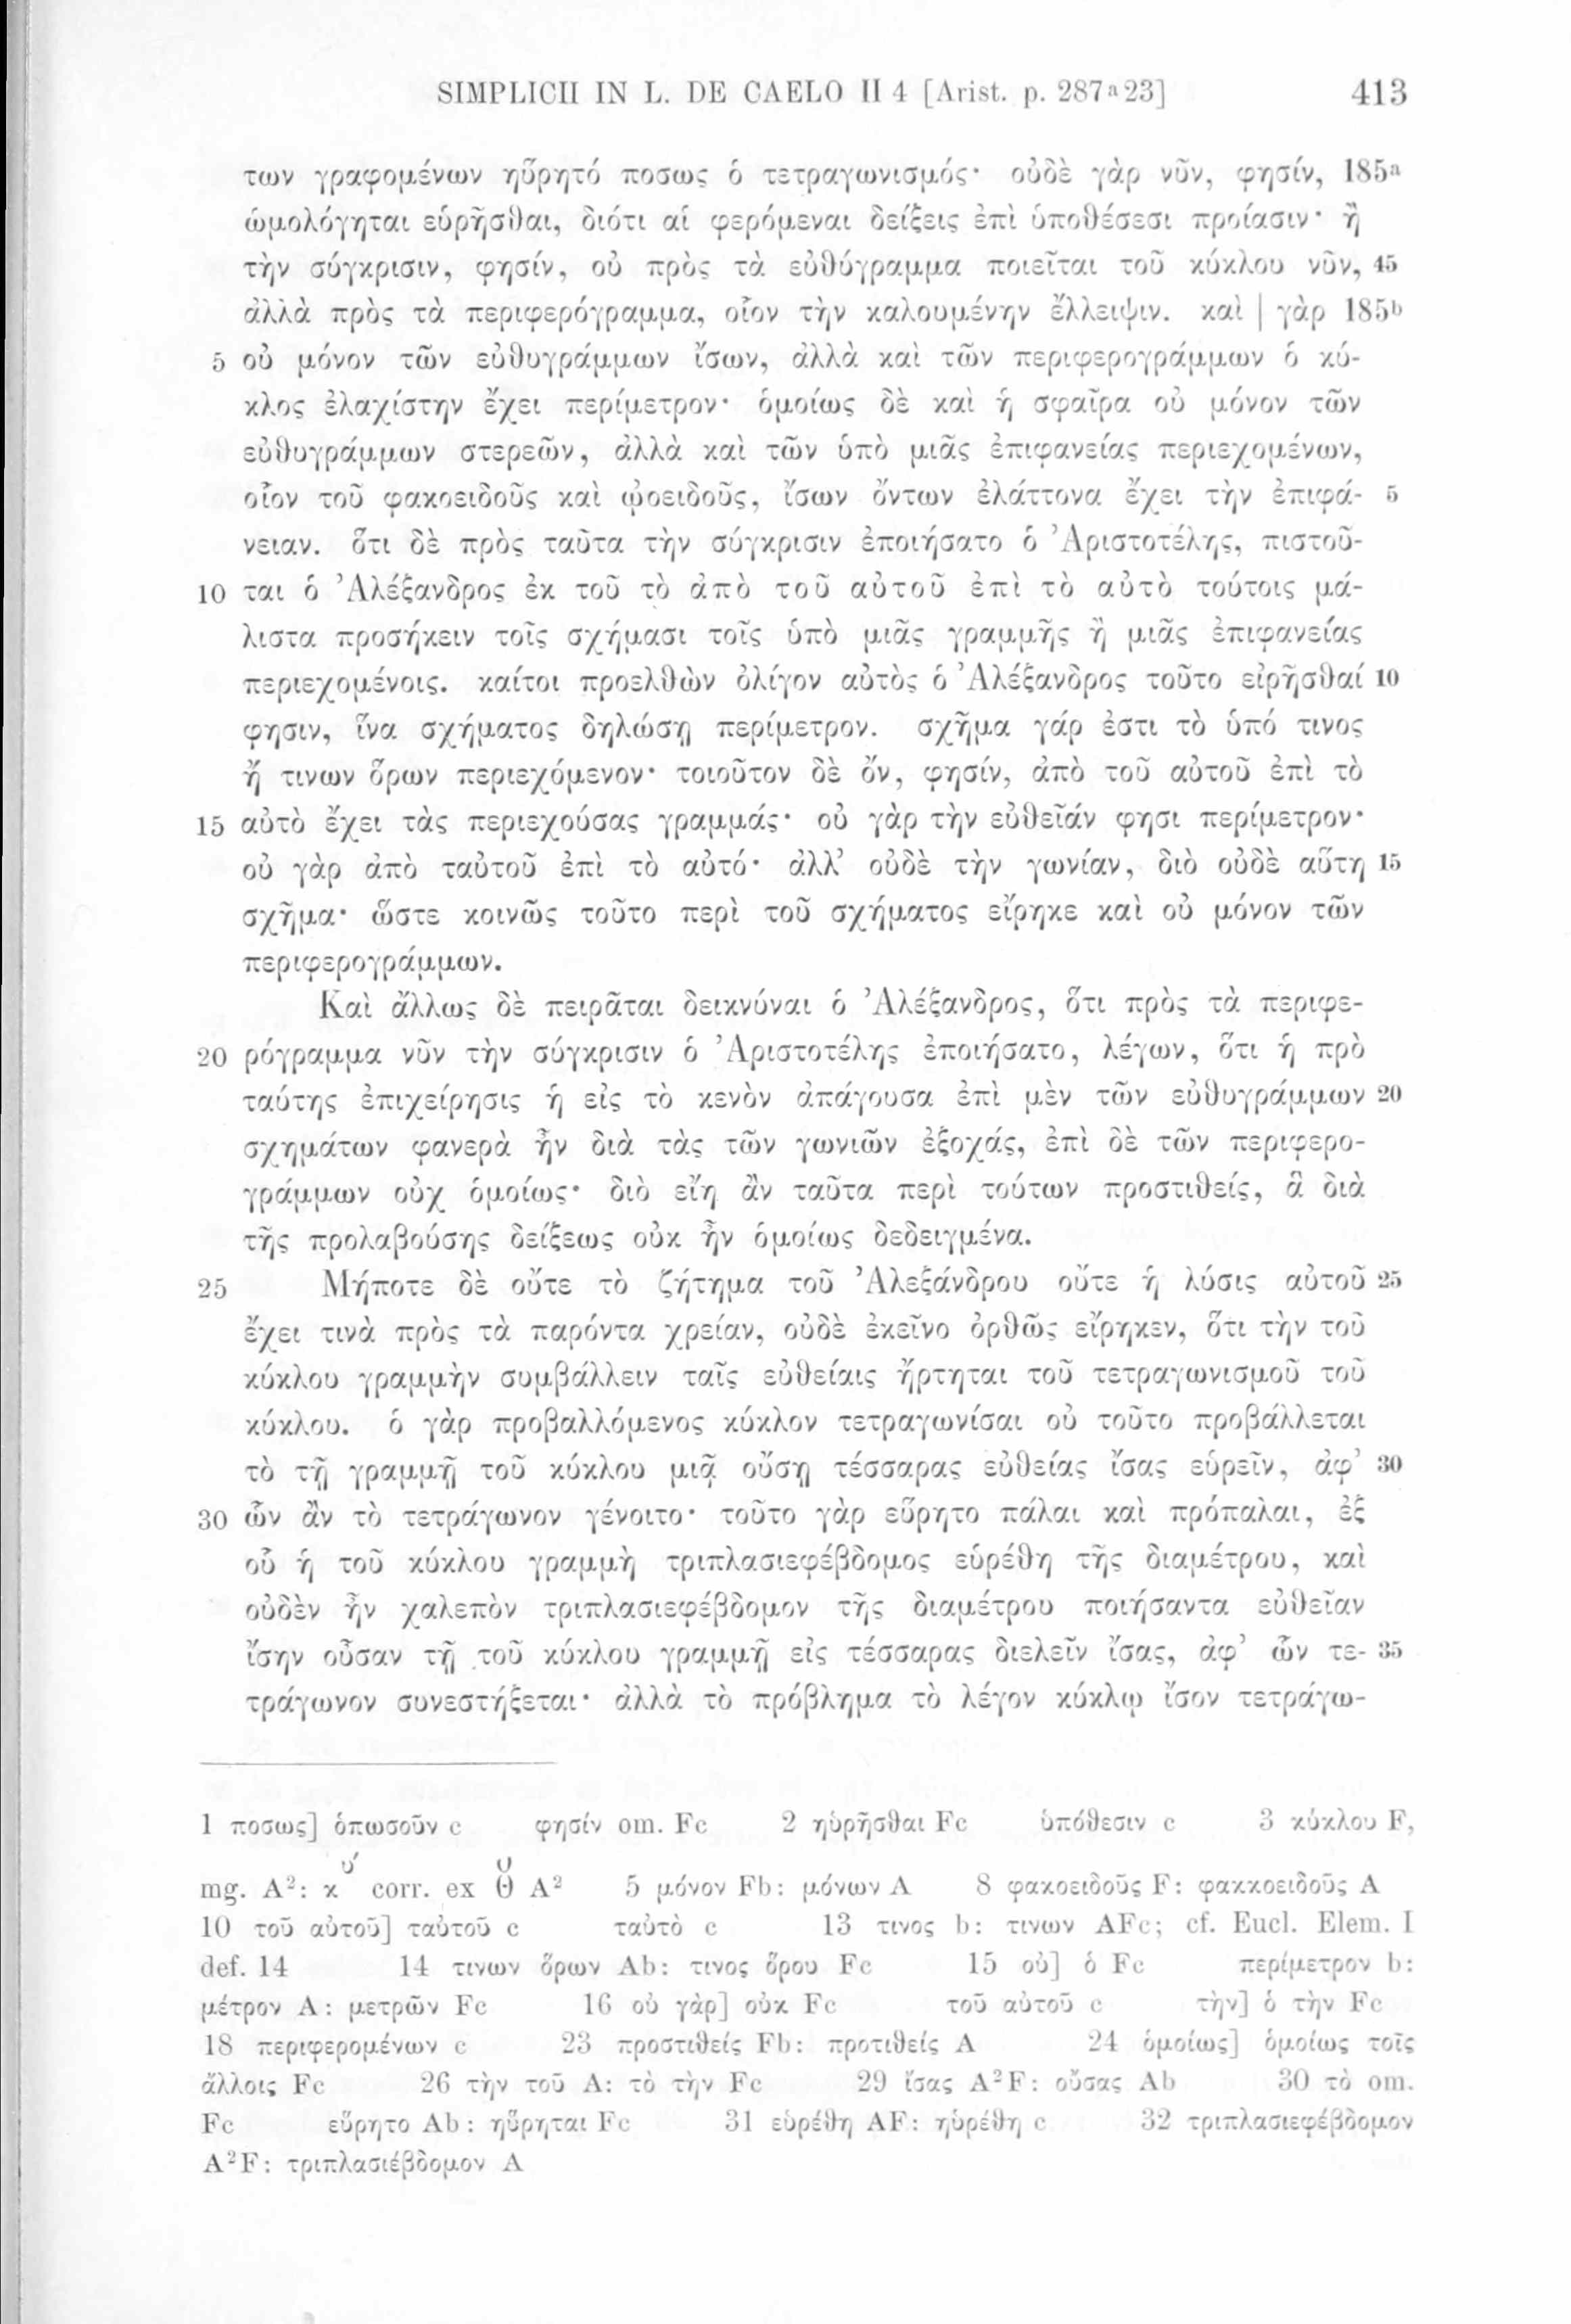 SIMPLICII IN L. DE CAELO II 4 [Arist. p. 287a23] 413
των γραφομένων ηὕρητό ποσως ὁ τετραγωνισμός· οὐδὲ γὰρ νῦν, φησίν, 185a
ὡμολόγηται εὑρῆσθαι, διότι αἱ φερόμεναι δείξεις ἐπὶ ὑποθέσεσι προίασιν· ἢ
τὴν σύγκρισιν, φησίν, οὐ πρὸς τὰ εὐθύγραμμα ποιεῖται τοῦ κύκλου νῦν, 45
ἀλλὰ πρὸς τὰ περιφερόγραμμα, οἷον τὴν καλουμένην ἔλλειψιν. καὶ | γὰρ 185b
5 οὐ μόνον τῶν εὐθυγράμμων ἴσων, ἀλλὰ καὶ τῶν περιφερογράμμων ὁ κύ-
κλος ἐλαχίστην ἔχει περίμετρον· ὁμοίως δὲ καὶ ἡ σφαῖρα οὐ μόνον τῶν
εὐθυγράμμων στερεῶν, ἀλλὰ καὶ τῶν ὑπὸ μιᾶς ἐπιφανείας περιεχομένων,
οἷον τοῦ φακοειδοῦς καὶ ᾠοειδοῦς, ἴσων ὄντων ἐλάττονα ἔχει τὴν ἐπιφά- 5
νειαν. ὅτι δὲ πρὸς ταῦτα τὴν σύγκρισιν ἐποιήσατο ὁ Ἀριστοτέλης, πιστοῦ-
10 ται ὁ Ἀλέξανδρος ἐκ τοῦ τὸ ἀπὸ τοῦ αὐτοῦ ἐπὶ τὸ αὐτὸ τούτοις μά-
λιστα προσήκειν τοῖς σχήμασι τοῖς ὑπὸ μιᾶς γραμμῆς ἢ μιᾶς ἐπιφανείας
περιεχομένοις. καίτοι προελθὼν ὀλίγον αὐτὸς ὁ Ἀλέξανδρος τοῦτο εἰρῆσθαί 10
φησιν, ἵνα σχήματος δηλώσῃ περίμετρον. σχῆμα γάρ ἐστι τὸ ὑπό τινος
ἤ τινων ὅρων περιεχόμενον· τοιοῦτον δὲ ὄν, φησίν, ἀπὸ τοῦ αὐτοῦ ἐπὶ τὸ
15 αὐτὸ ἔχει τὰς περιεχούσας γραμμάς· οὐ γὰρ τὴν εὐθεῖάν φησι περίμετρον·
οὐ γὰρ ἀπὸ ταὐτοῦ ἐπὶ τὸ αὐτό· ἀλλ' οὐδὲ τὴν γωνίαν, διὸ οὐδὲ αὕτη 15
σχῆμα· ὥστε κοινῶς τοῦτο περὶ τοῦ σχήματος εἴρηκε καὶ οὐ μόνον τῶν
περιφερογράμμων.
Καὶ ἄλλως δὲ πειρᾶται δεικνύναι ὁ Ἀλέξανδρος, ὅτι πρὸς τὰ περιφε-
20 ρόγραμμα νῦν τὴν σύγκρισιν ὁ Ἀριστοτέλης ἐποιήσατο, λέγων, ὅτι ἡ πρὸ
ταύτης ἐπιχείρησις ἡ εἰς τὸ κενὸν ἀπάγουσα ἐπὶ μὲν τῶν εὐθυγράμμων 20
σχημάτων φανερὰ ἦν διὰ τὰς τῶν γωνιῶν ἐξοχάς, ἐπὶ δὲ τῶν περιφερο-
γράμμων οὐχ ὁμοίως· διὸ εἴη ἂν ταῦτα περὶ τούτων προστιθείς, ἃ διὰ
τῆς προλαβούσης δείξεως οὐκ ἦν ὁμοίως δεδειγμένα.
25 Μήποτε δὲ οὔτε τὸ ζήτημα τοῦ Ἀλεξάνδρου οὔτε ἡ λύσις αὐτοῦ 25
ἔχει τινὰ πρὸς τὰ παρόντα χρείαν, οὐδὲ ἐκεῖνο ὀρθῶς εἴρηκεν, ὅτι τὴν τοῦ
κύκλου γραμμὴν συμβάλλειν ταῖς εὐθείαις ἤρτηται τοῦ τετραγωνισμοῦ τοῦ
κύκλου. ὁ γὰρ προβαλλόμενος κύκλον τετραγωνίσαι οὐ τοῦτο προβάλλεται
τὸ τῇ γραμμῇ τοῦ κύκλου μιᾷ οὔσῃ τέσσαρας εὐθείας ἴσας εὑρεῖν, ἀφ' 30
30 ὧν ἂν τὸ τετράγωνον γένοιτο· τοῦτο γὰρ εὕρητο πάλαι καὶ πρόπαλαι, ἐξ
οὗ ἡ τοῦ κύκλου γραμμὴ τριπλασιεφέβδομος εὑρέθη τῆς διαμέτρου, καὶ
οὐδὲν ἦν χαλεπὸν τριπλασιεφέβδομον τῆς διαμέτρου ποιήσαντα εὐθεῖαν
ἴσην οὖσαν τῇ τοῦ κύκλου γραμμῇ εἰς τέσσαρας διελεῖν ἴσας, ἀφ' ὧν τε- 35
τράγωνον συνεστήξεται· ἀλλὰ τὸ πρόβλημα τὸ λέγον κύκλῳ ἴσον τετράγω-
1 ποσως] ὁπωσοῦν c φησίν om. Fc 2 ηὑρῆσθαι Fc ὑπόθεσιν c 3 κύκλου F,
mg. A2: κύ corr. ex Θυ A2 5 μόνον Fb: μόνων A 8 φακοειδοῦς F: φακκοειδοῦς A
10 τοῦ αὐτοῦ] ταὐτοῦ c ταὐτὸ c 13 τινος b: τινων AFc; cf. Eucl. Elem. I
def. 14 14 τινων ὅρων Ab: τινος ὅρου Fc 15 οὐ] ὁ Fc περίμετρον b:
μέτρον A: μετρῶν Fc 16 οὐ γὰρ] οὐκ Fc τοῦ αὐτοῦ c τὴν] ὁ τὴν Fc
18 περιφερομένων c 23 προστιθείς Fb: προτιθείς A 24 ὁμοίως] ὁμοίως τοῖς
ἄλλοις Fc 26 τὴν τοῦ A: τὸ τὴν Fc 29 ἴσας A2F: οὔσας Ab 30 τὸ om.
Fc εὕρητο Ab: ηὕρηται Fc 31 εὑρέθη AF: ηὑρέθη c 32 τριπλασιεφέβδομον
A2F: τριπλασιέβδομον A